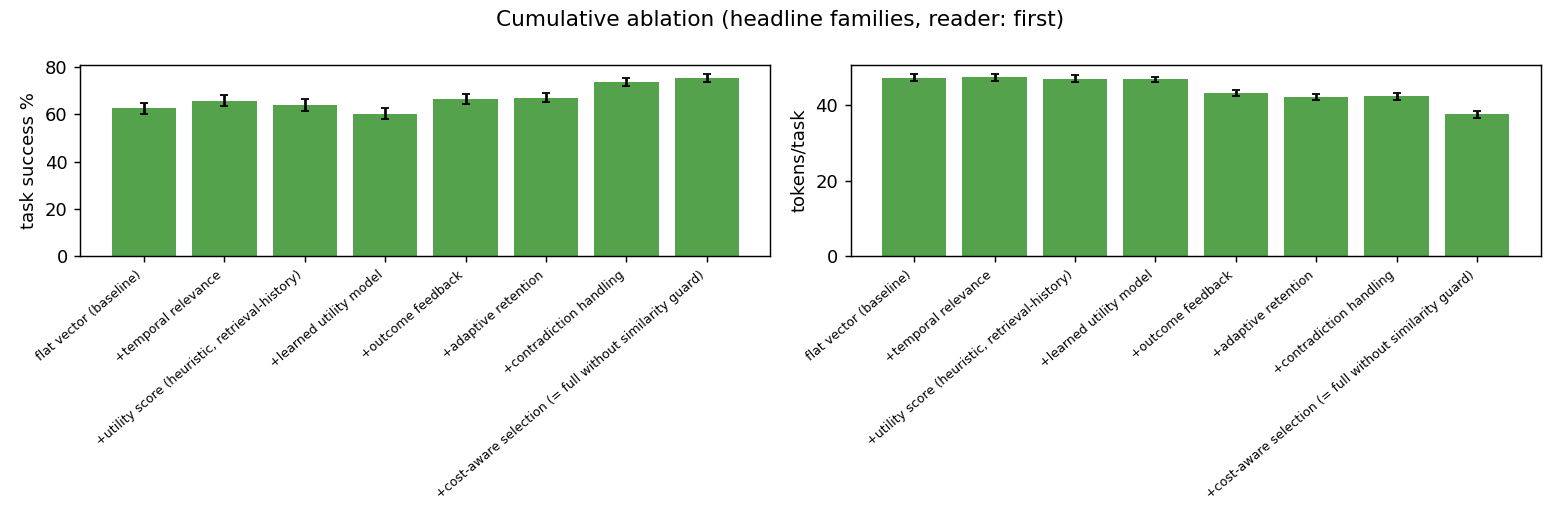 Cumulative ablation (headline families, reader: first)
task success %
80
60
40
20
0
flat vector (baseline)
+temporal relevance
+utility score (heuristic, retrieval-history)
+learned utility model
+outcome feedback
+adaptive retention
+contradiction handling
+cost-aware selection (= full without similarity guard)
tokens/task
40
20
0
flat vector (baseline)
+temporal relevance
+utility score (heuristic, retrieval-history)
+learned utility model
+outcome feedback
+adaptive retention
+contradiction handling
+cost-aware selection (= full without similarity guard)